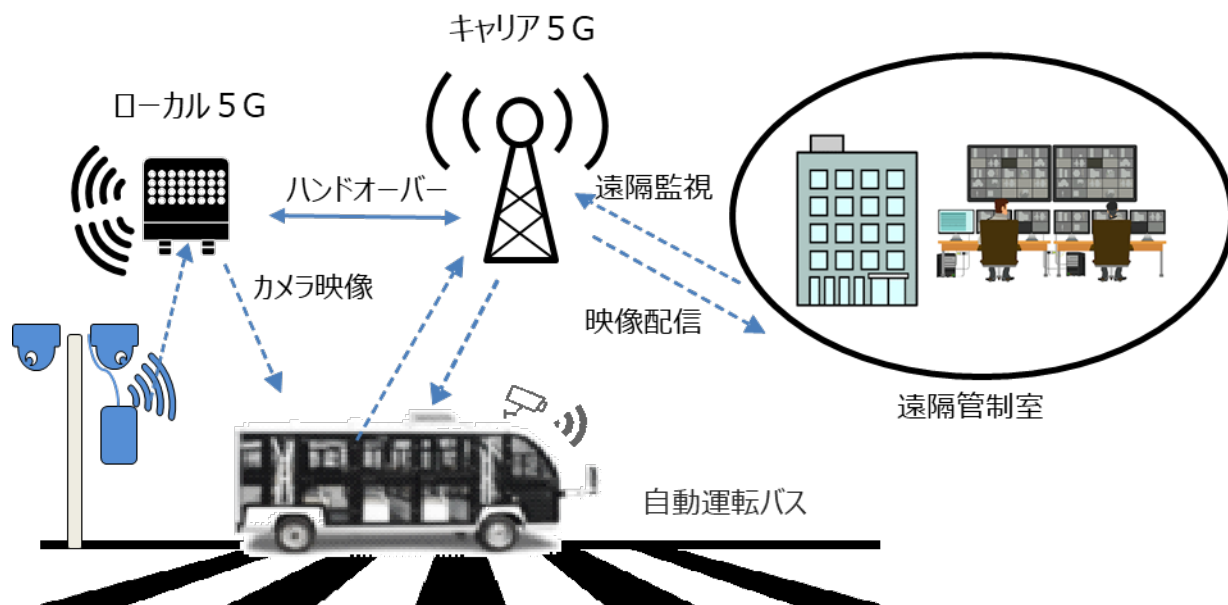 キャリア５Ｇ
ローカル５Ｇ
ハンドオーバー
遠隔監視
カメラ映像
映像配信
遠隔管制室
自動運転バス